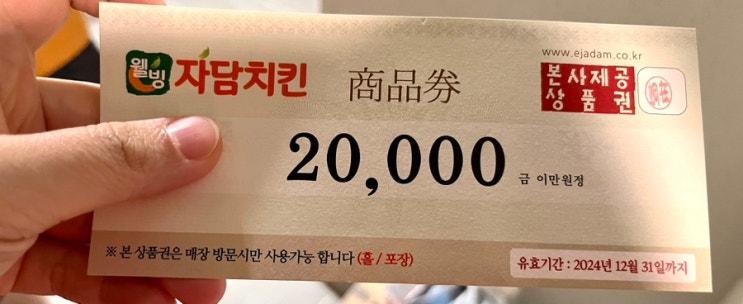 www.ejadam.co.kr
웰빙 자담치킨 商品券 본사제공
상품권
20,000 금 이만원정
※ 본 상품권은 매장 방문시만 사용가능 합니다 (홀 / 포장)
유효기간 : 2024년 12월 31일까지